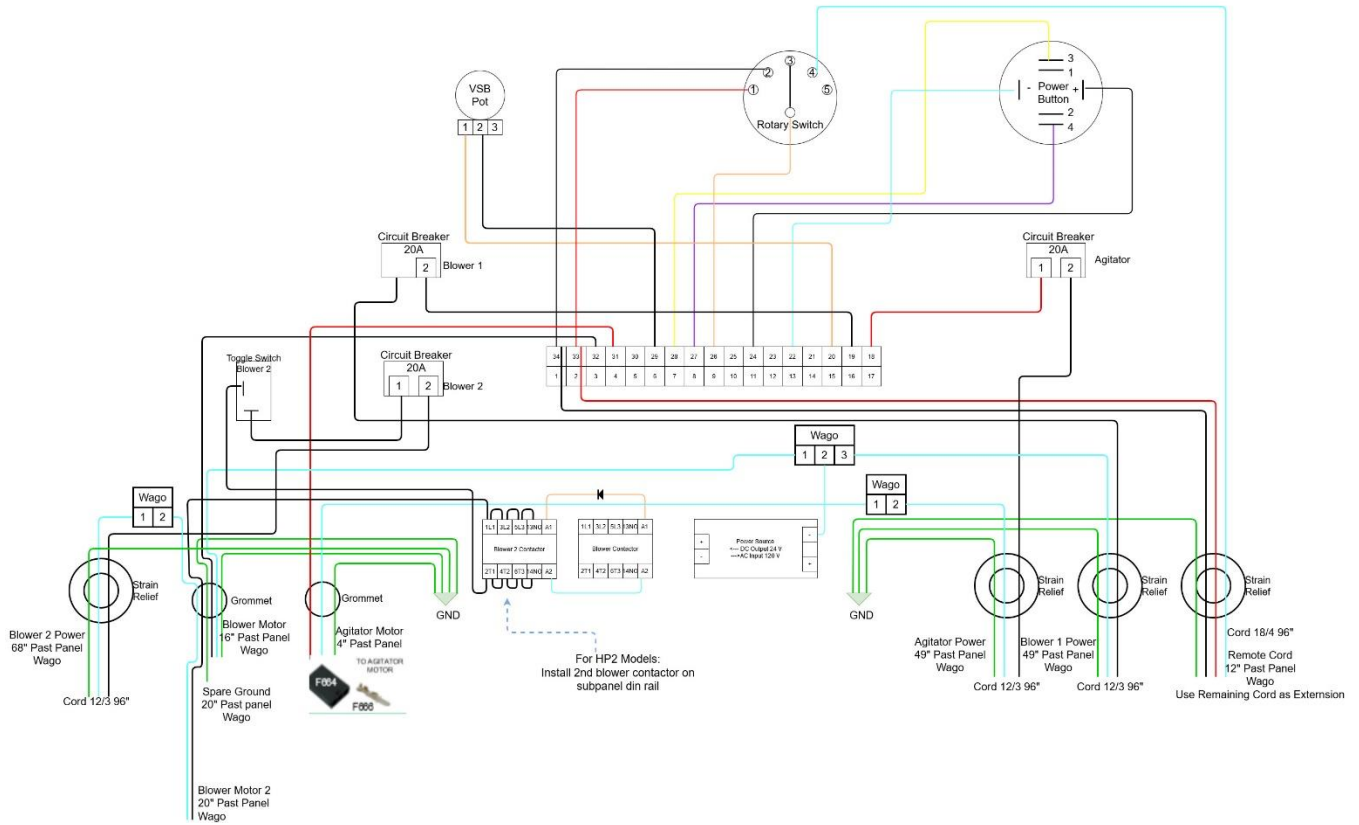 VSB
Pot
1 2 3
1
2
3
4
5
Rotary Switch
3
1
- Power +
Button
2
4
Circuit Breaker
20A
2
Blower 1
Circuit Breaker
20A
1 2
Agitator
Toggle Switch
Blower 2
Circuit Breaker
20A
1 2
Blower 2
34 33 32 31 30 29 28 27 26 25 24 23 22 21 20 19 18
1 2 3 4 5 6 7 8 9 10 11 12 13 14 15 16 17
Wago
1 2 3
Wago
1 2
Wago
1 2
1L1 3L2 5L3 13NO A1
Blower 2 Contactor
2T1 4T2 6T3 14NO A2
1L1 3L2 5L3 13NO A1
Blower Contactor
2T1 4T2 6T3 14NO A2
+
-
Power Source
<--- DC Output 24 V
--->AC Input 120 V
-
+
Strain
Relief
Grommet
Grommet
GND
GND
Strain
Relief
Strain
Relief
Strain
Relief
Blower 2 Power
68" Past Panel
Wago
Cord 12/3 96"
Blower Motor
16" Past Panel
Wago
Spare Ground
20" Past panel
Wago
Agitator Motor
4" Past Panel
TO AGITATOR
MOTOR
F664
F666
For HP2 Models:
Install 2nd blower contactor on
subpanel din rail
Agitator Power
49" Past Panel
Wago
Cord 12/3 96"
Blower 1 Power
49" Past Panel
Wago
Cord 12/3 96"
Cord 18/4 96"
Remote Cord
12" Past Panel
Wago
Use Remaining Cord as Externsion
Blower Motor 2
20" Past Panel
Wago